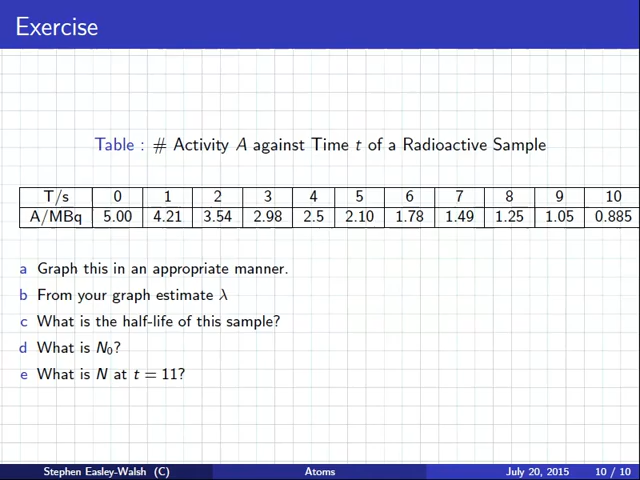 Exercise
Table : # Activity A against Time t of a Radioactive Sample
T/s 0 1 2 3 4 5 6 7 8 9 10
A/MBq 5.00 4.21 3.54 2.98 2.5 2.10 1.78 1.49 1.25 1.05 0.885
a Graph this in an appropriate manner.
b From your graph estimate λ
c What is the half-life of this sample?
d What is N₀?
e What is N at t = 11?
Stephen Easley-Walsh (C) Atoms July 20, 2015 10 / 10